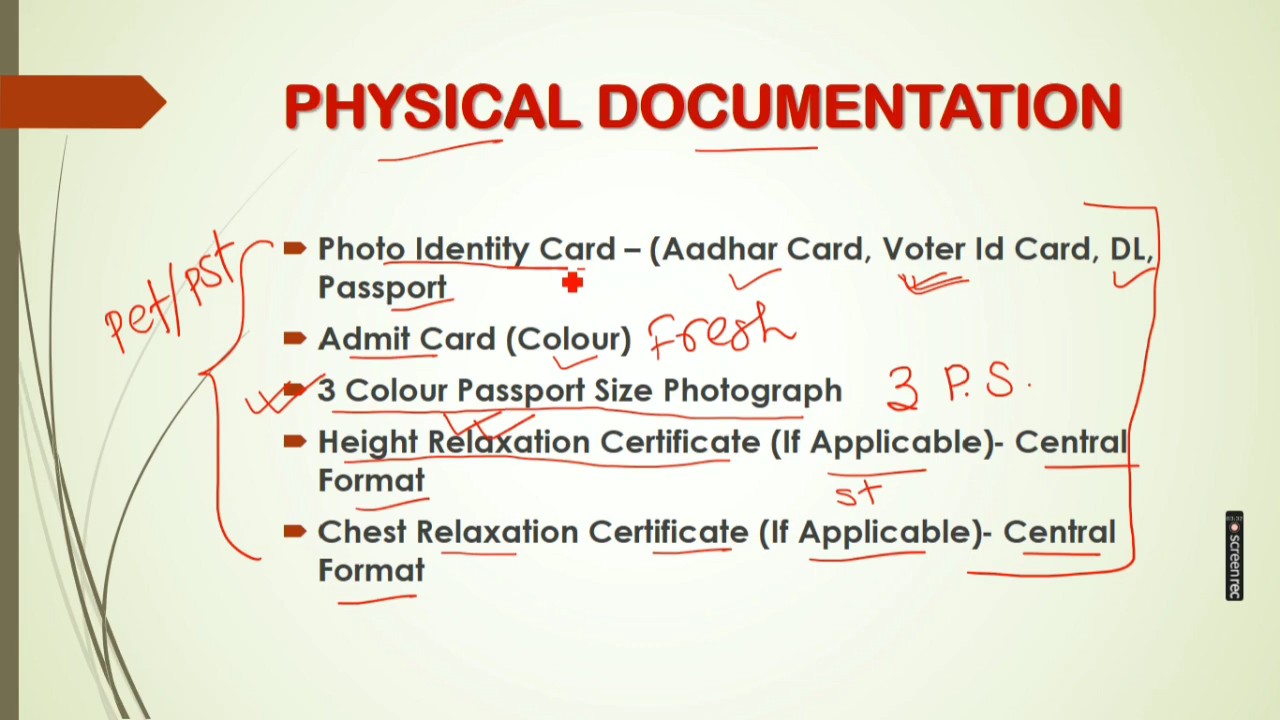 PHYSICAL DOCUMENTATION
pet/pst
Photo Identity Card – (Aadhar Card, Voter Id Card, DL,
Passport
Admit Card (Colour) Fresh
3 Colour Passport Size Photograph 3 P.S.
Height Relaxation Certificate (If Applicable)- Central
Format
st
Chest Relaxation Certificate (If Applicable)- Central
Format
screenrec